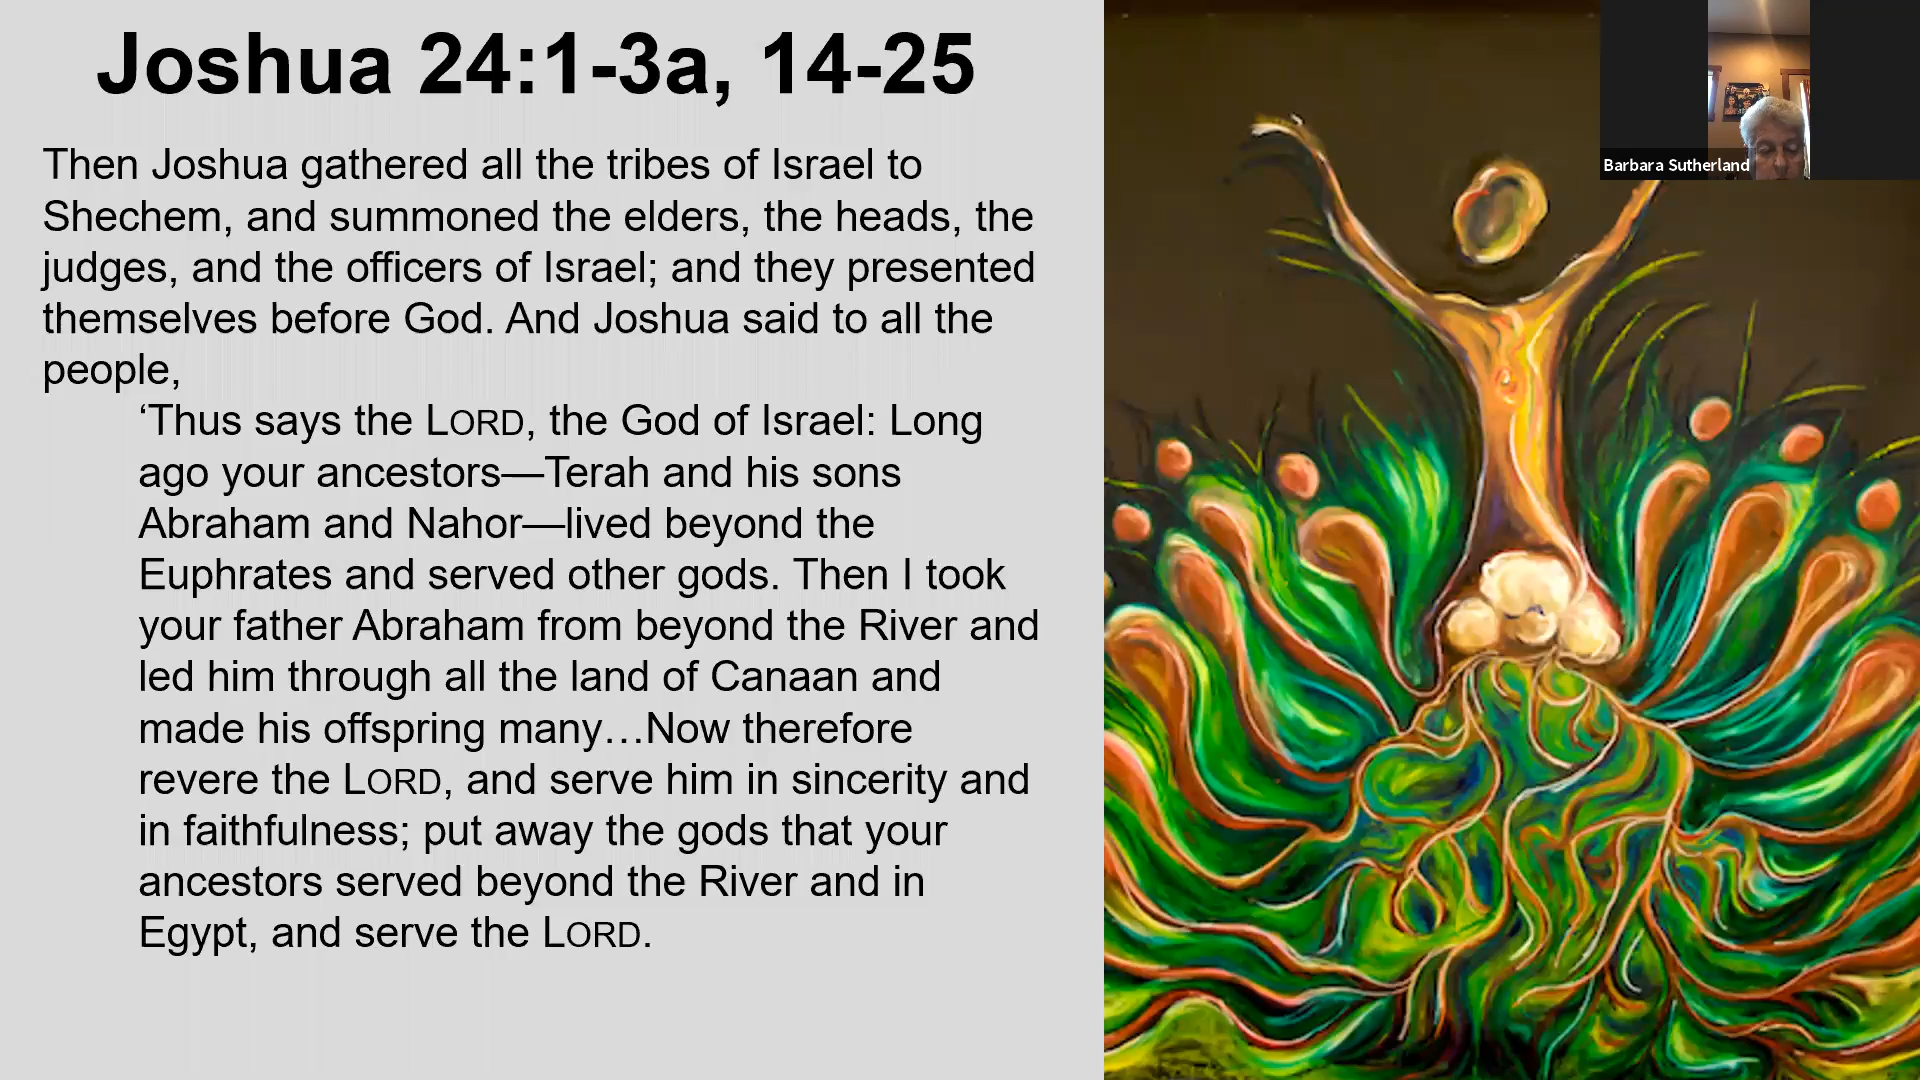 Joshua 24:1-3a, 14-25
Then Joshua gathered all the tribes of Israel to
Shechem, and summoned the elders, the heads, the
judges, and the officers of Israel; and they presented
themselves before God. And Joshua said to all the
people,
‘Thus says the LORD, the God of Israel: Long
ago your ancestors—Terah and his sons
Abraham and Nahor—lived beyond the
Euphrates and served other gods. Then I took
your father Abraham from beyond the River and
led him through all the land of Canaan and
made his offspring many…Now therefore
revere the LORD, and serve him in sincerity and
in faithfulness; put away the gods that your
ancestors served beyond the River and in
Egypt, and serve the LORD.
Barbara Sutherland